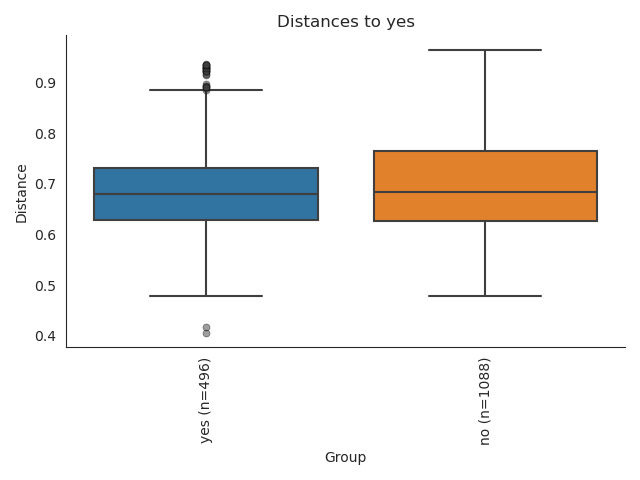 Distances to yes
Distance
0.9
0.8
0.7
0.6
0.5
0.4
yes (n=496)
no (n=1088)
Group